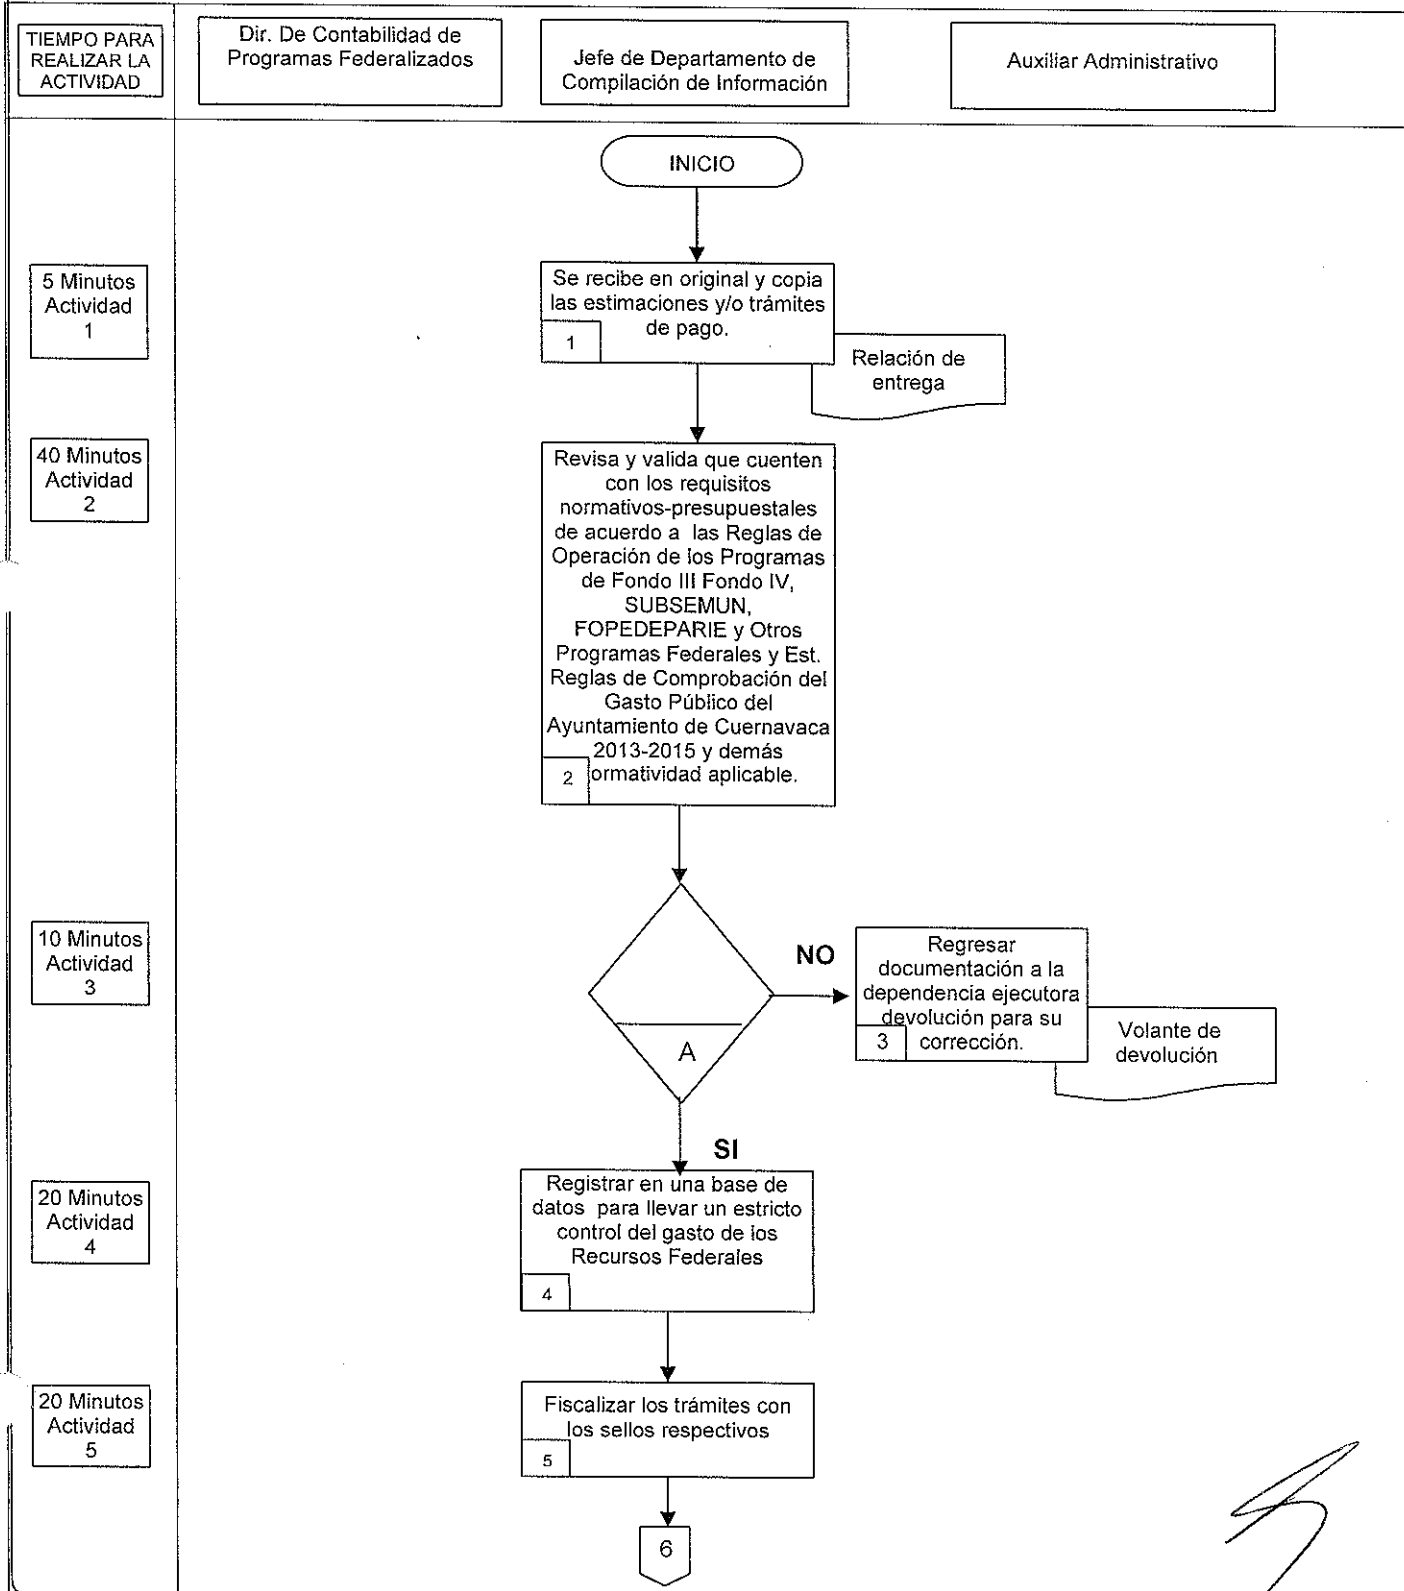 TIEMPO PARA
REALIZAR LA
ACTIVIDAD
Dir. De Contabilidad de
Programas Federalizados
Jefe de Departamento de
Compilación de Información
Auxiliar Administrativo
INICIO
5 Minutos
Actividad
1
Se recibe en original y copia
las estimaciones y/o trámites
de pago.
1
Relación de
entrega
40 Minutos
Actividad
2
Revisa y valida que cuenten
con los requisitos
normativos-presupuestales
de acuerdo a las Reglas de
Operación de los Programas
de Fondo III Fondo IV,
SUBSEMUN,
FOPEDEPARIE y Otros
Programas Federales y Est.
Reglas de Comprobación del
Gasto Público del
Ayuntamiento de Cuernavaca
2013-2015 y demás
ormatividad aplicable.
2
10 Minutos
Actividad
3
NO
Regresar
documentación a la
dependencia ejecutora
devolución para su
corrección.
3
Volante de
devolución
A
SI
20 Minutos
Actividad
4
Registrar en una base de
datos para llevar un estricto
control del gasto de los
Recursos Federales
4
20 Minutos
Actividad
5
Fiscalizar los trámites con
los sellos respectivos
5
6